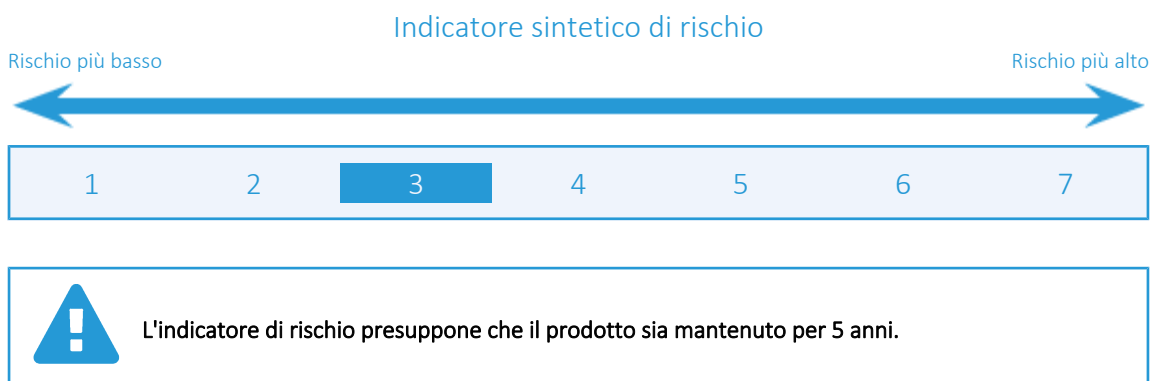 Indicatore sintetico di rischio
Rischio più basso Rischio più alto
1 2 3 4 5 6 7
L'indicatore di rischio presuppone che il prodotto sia mantenuto per 5 anni.